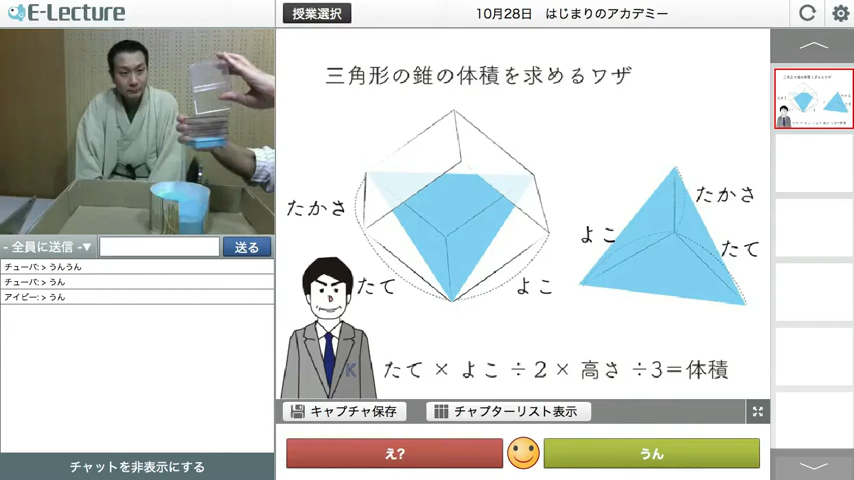 E-Lecture
授業選択
10月28日 はじまりのアカデミー
三角形の錐の体積を求めるワザ
たかさ
たて
よこ
たかさ
よこ
たて
K
たて × よこ ÷2× 高さ ÷3=体積
- 全員に送信 -▼
送る
チューバ: > うんうん
チューバ: > うん
アイビー: > うん
チャットを非表示にする
キャプチャ保存
チャプターリスト表示
え?
うん